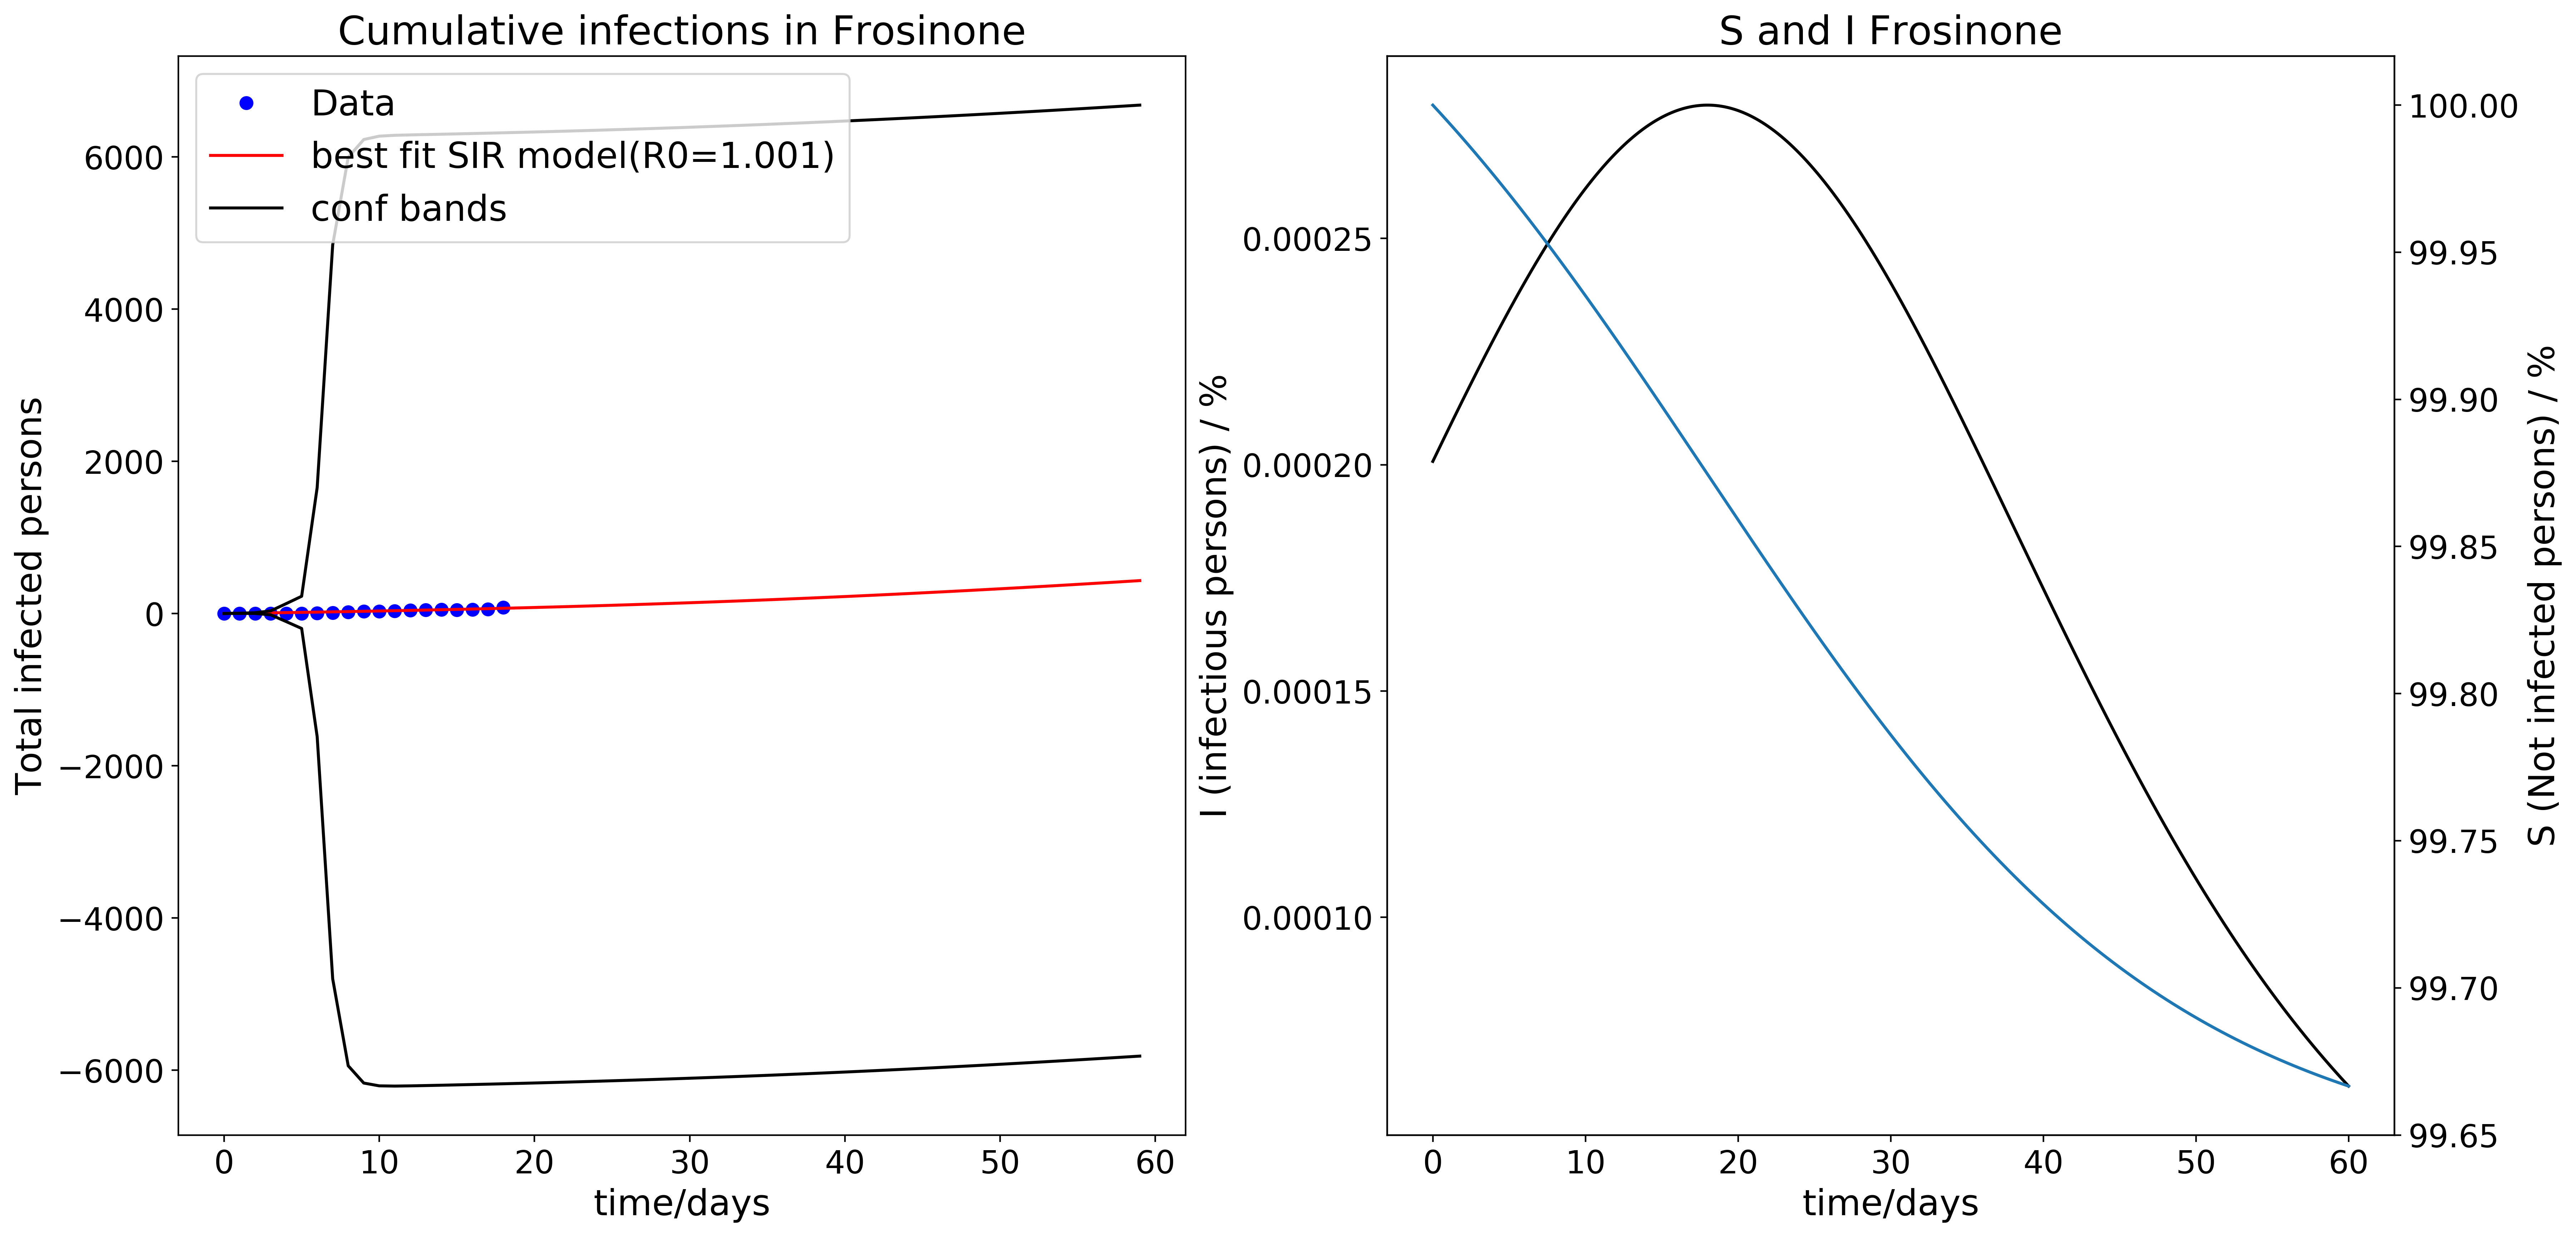 Cumulative infections in Frosinone
Data
best fit SIR model(R0=1.001)
conf bands
Total infected persons
6000
4000
2000
0
−2000
−4000
−6000
0 10 20 30 40 50 60
time/days
S and I Frosinone
I (infectious persons) / %
0.00025
0.00020
0.00015
0.00010
0 10 20 30 40 50 60
time/days
100.00
99.95
99.90
99.85
99.80
99.75
99.70
99.65
S (Not infected persons) / %